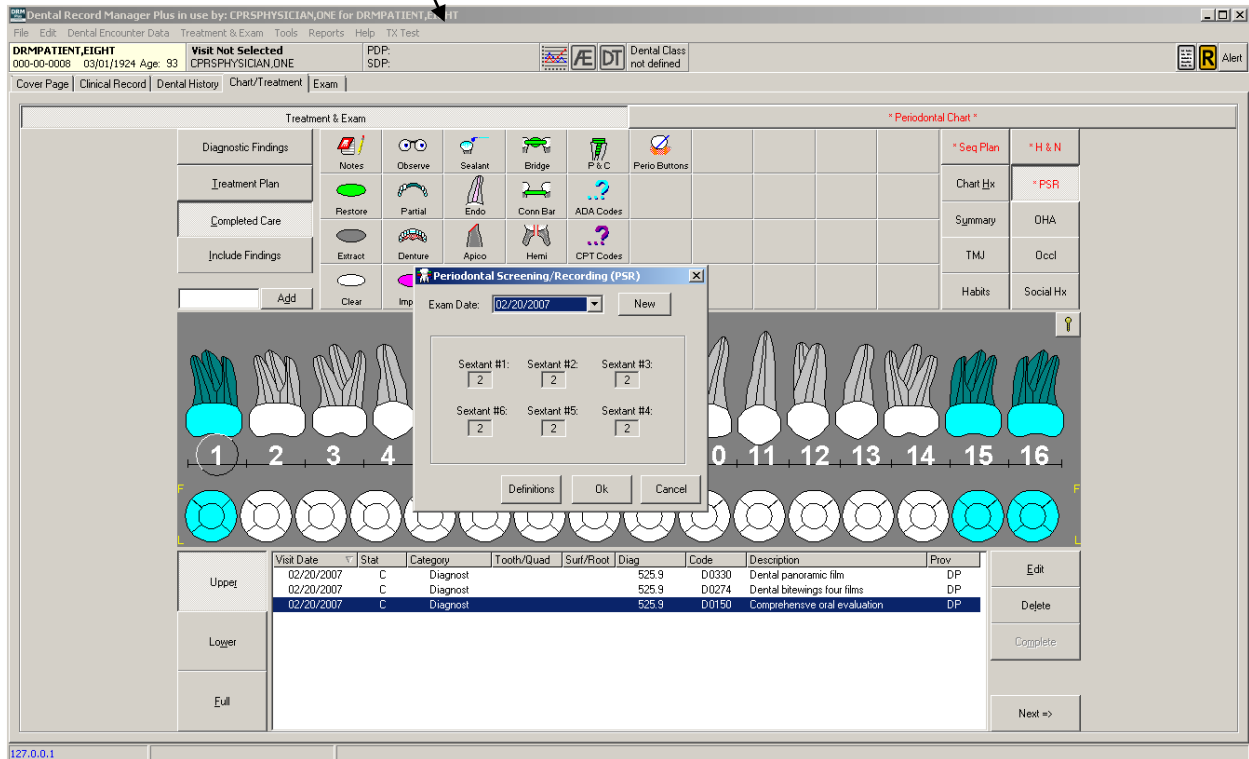 Dental Record Manager Plus in use by: CPRSPHYSICIAN,ONE for DRMPATIENT,EIGHT
File Edit Dental Encounter Data Treatment & Exam Tools Reports Help TX Test
DRMPATIENT,EIGHT Visit Not Selected PDP: Dental Class
000-00-0008 03/01/1924 Age: 93 CPRSPHYSICIAN,ONE SDP: Æ DT not defined R Alert
Cover Page Clinical Record Dental History Chart/Treatment Exam
Treatment & Exam * Periodontal Chart *
Diagnostic Findings Notes Observe Sealant Bridge P & C Perio Buttons * Seq Plan * H & N
Treatment Plan Restore Partial Endo Conn Bar ADA Codes Chart Hx * PSR
Completed Care Extract Denture Apico Hemi CPT Codes Summary OHA
Include Findings TMJ Occl
Add Clear Habits Social Hx
Periodontal Screening/Recording (PSR)
Exam Date: 02/20/2007 New
Sextant #1: Sextant #2: Sextant #3:
2 2 2
Sextant #6: Sextant #5: Sextant #4:
2 2 2
Definitions Ok Cancel
1 2 3 4 0 11 12 13 14 15 16
F F
L L
Upper Lower Full
Visit Date Stat Category Tooth/Quad Surf/Root Diag Code Description Prov
02/20/2007 C Diagnost 525.9 D0330 Dental panoramic film DP
02/20/2007 C Diagnost 525.9 D0274 Dental bitewings four films DP
02/20/2007 C Diagnost 525.9 D0150 Comprehensve oral evaluation DP
Edit
Delete
Complete
Next =>
127.0.0.1